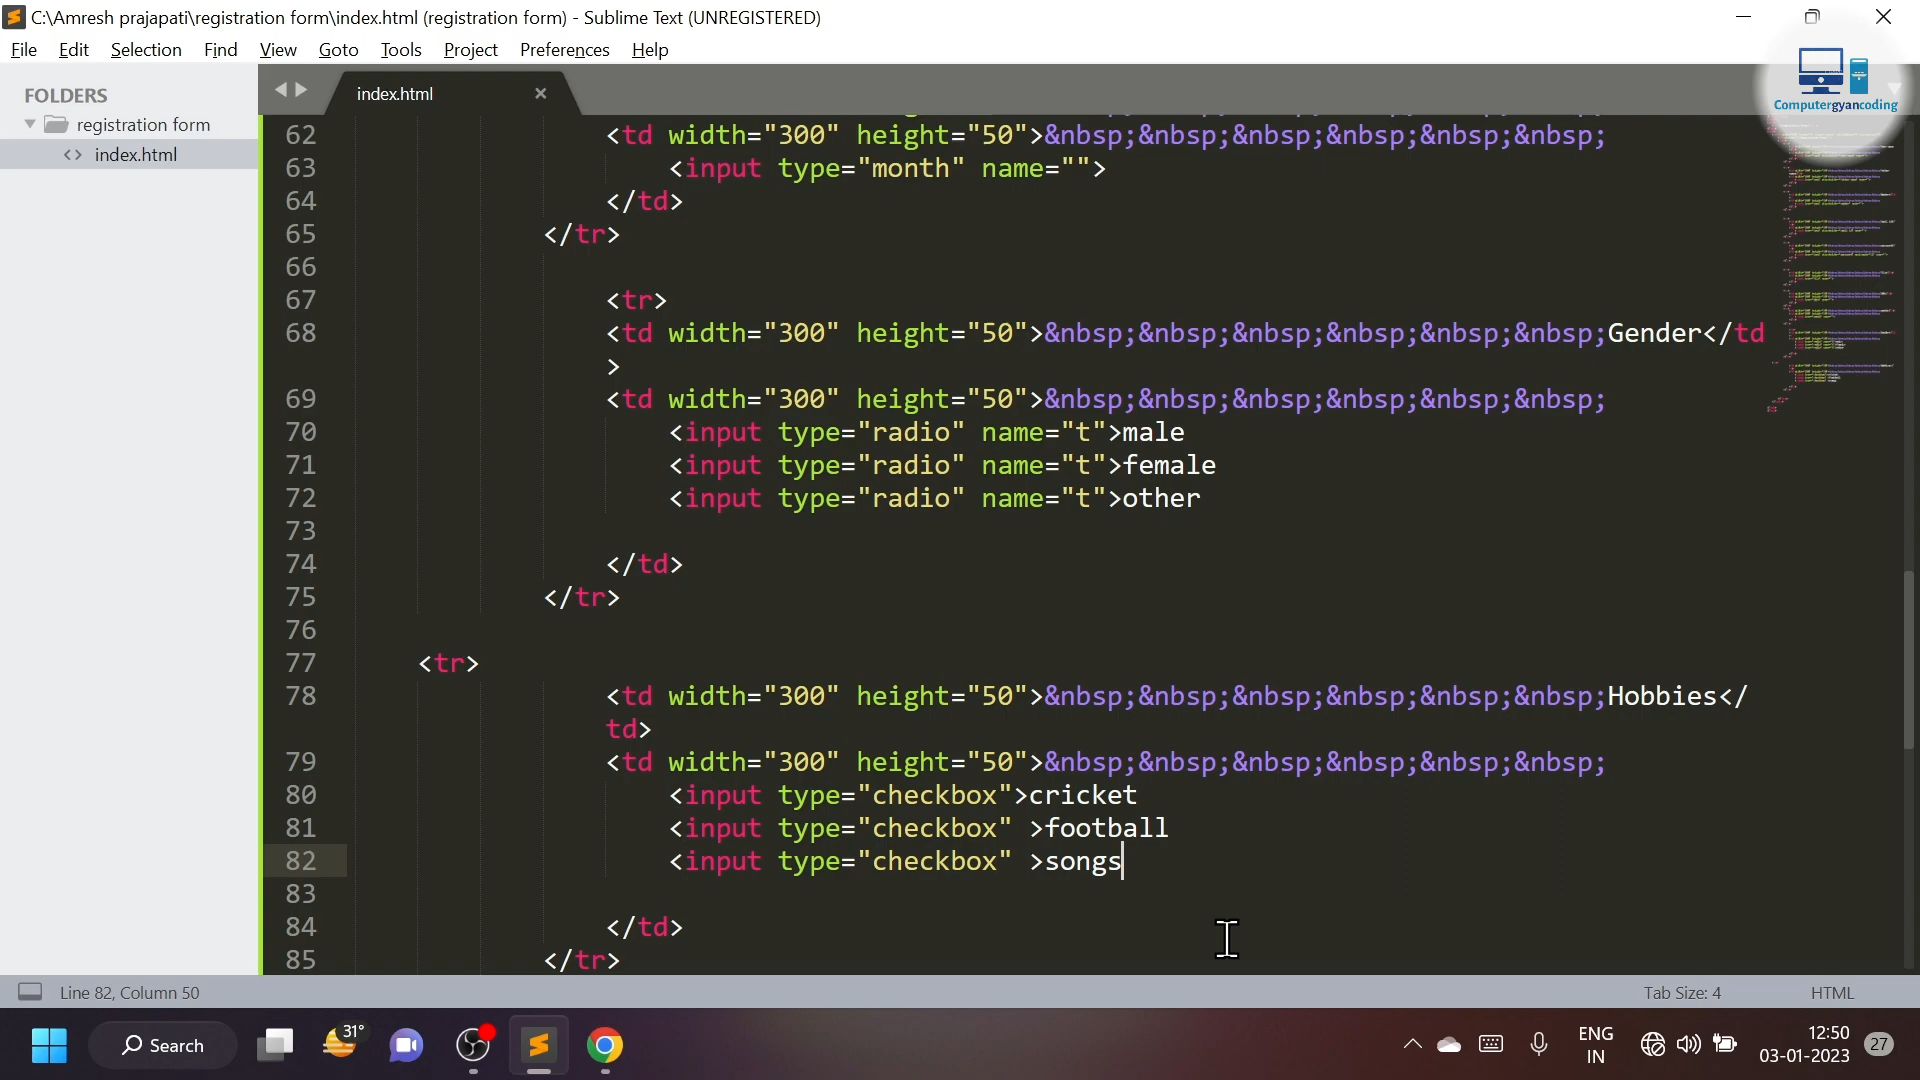 C:\Amresh prajapati\registration form\index.html (registration form) - Sublime Text (UNREGISTERED)
File Edit Selection Find View Goto Tools Project Preferences Help
Computergyancoding
FOLDERS
registration form
index.html
index.html
62 <td width="300" height="50">&nbsp;&nbsp;&nbsp;&nbsp;&nbsp;&nbsp;
63 <input type="month" name="">
64 </td>
65 </tr>
66
67 <tr>
68 <td width="300" height="50">&nbsp;&nbsp;&nbsp;&nbsp;&nbsp;&nbsp;Gender</td
>
69 <td width="300" height="50">&nbsp;&nbsp;&nbsp;&nbsp;&nbsp;&nbsp;
70 <input type="radio" name="t">male
71 <input type="radio" name="t">female
72 <input type="radio" name="t">other
73
74 </td>
75 </tr>
76
77 <tr>
78 <td width="300" height="50">&nbsp;&nbsp;&nbsp;&nbsp;&nbsp;&nbsp;Hobbies</
td>
79 <td width="300" height="50">&nbsp;&nbsp;&nbsp;&nbsp;&nbsp;&nbsp;
80 <input type="checkbox">cricket
81 <input type="checkbox" >football
82 <input type="checkbox" >songs
83
84 </td>
85 </tr>
Line 82, Column 50
Tab Size: 4
HTML
Search
31°
ENG
IN
12:50
03-01-2023
27